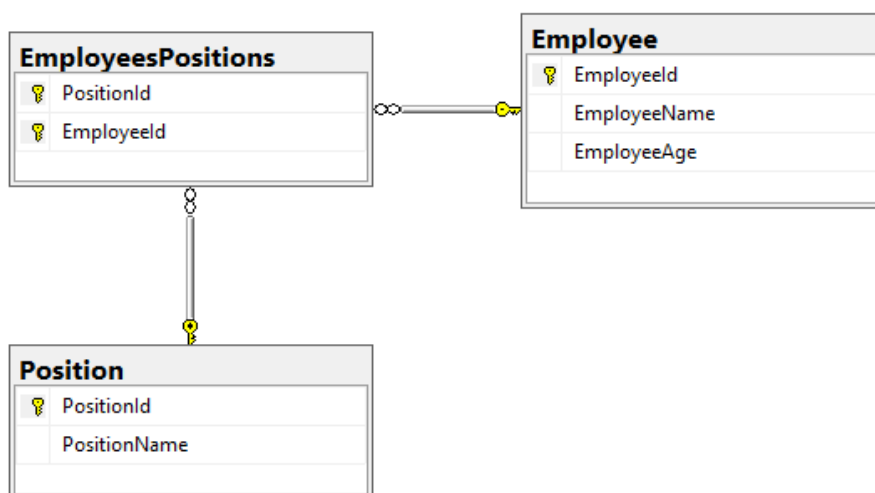 EmployeesPositions
PositionId
EmployeeId
Employee
EmployeeId
EmployeeName
EmployeeAge
Position
PositionId
PositionName